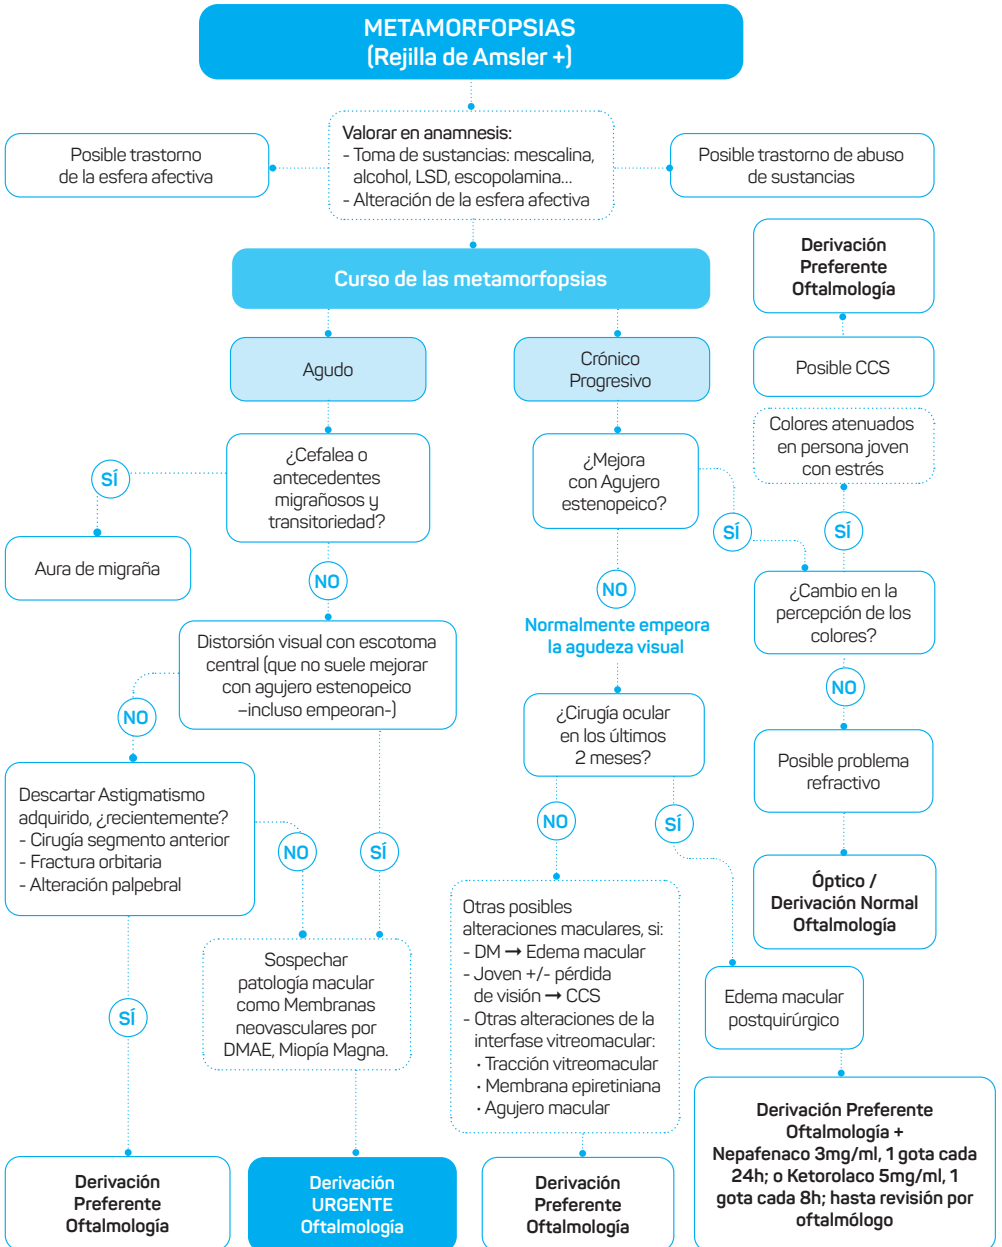 METAMORFOPSIAS
(Rejilla de Amsler +)
Valorar en anamnesis:
- Toma de sustancias: mescalina,
alcohol, LSD, escopolamina...
- Alteración de la esfera afectiva
Posible trastorno
de la esfera afectiva
Posible trastorno de abuso
de sustancias
Curso de las metamorfopsias
Derivación
Preferente
Oftalmología
Posible CCS
Colores atenuados
en persona joven
con estrés
SÍ
Agudo
Crónico
Progresivo
¿Cefalea o
antecedentes
migrañosos y
transitoriedad?
SÍ
Aura de migraña
NO
¿Mejora
con Agujero
estenopeico?
SÍ
NO
Normalmente empeora
la agudeza visual
¿Cambio en la
percepción de los
colores?
NO
Posible problema
refractivo
Óptico /
Derivación Normal
Oftalmología
Distorsión visual con escotoma
central (que no suele mejorar
con agujero estenopeico
–incluso empeoran-)
NO
SÍ
Descartar Astigmatismo
adquirido, ¿recientemente?
- Cirugía segmento anterior
- Fractura orbitaria
- Alteración palpebral
NO
SÍ
Sospechar
patología macular
como Membranas
neovasculares por
DMAE, Miopía Magna.
¿Cirugía ocular
en los últimos
2 meses?
NO
SÍ
Otras posibles
alteraciones maculares, si:
- DM → Edema macular
- Joven +/- pérdida
de visión → CCS
- Otras alteraciones de la
interfase vitreomacular:
· Tracción vitreomacular
· Membrana epiretiniana
· Agujero macular
Edema macular
postquirúrgico
Derivación
Preferente
Oftalmología
Derivación
URGENTE
Oftalmología
Derivación
Preferente
Oftalmología
Derivación Preferente
Oftalmología +
Nepafenaco 3mg/ml, 1 gota cada
24h; o Ketorolaco 5mg/ml, 1
gota cada 8h; hasta revisión por
oftalmólogo